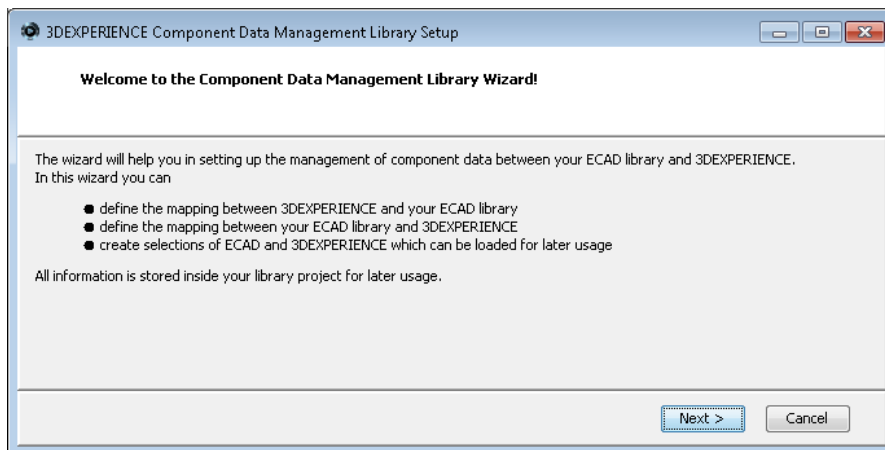 3DEXPERIENCE Component Data Management Library Setup
Welcome to the Component Data Management Library Wizard!
The wizard will help you in setting up the management of component data between your ECAD library and 3DEXPERIENCE.
In this wizard you can
● define the mapping between 3DEXPERIENCE and your ECAD library
● define the mapping between your ECAD library and 3DEXPERIENCE
● create selections of ECAD and 3DEXPERIENCE which can be loaded for later usage
All information is stored inside your library project for later usage.
Next > Cancel